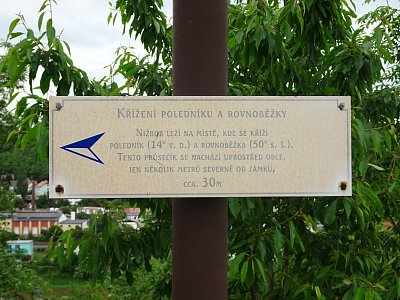 Křížení poledníku a rovnoběžky
Nižbor leží na místě, kde se kříží
poledník (14° v. d.) a rovnoběžka (50° s. š.).
Tento průsečík se nachází uprostřed obce,
jen několik metrů severně od zámku,
cca. 30m